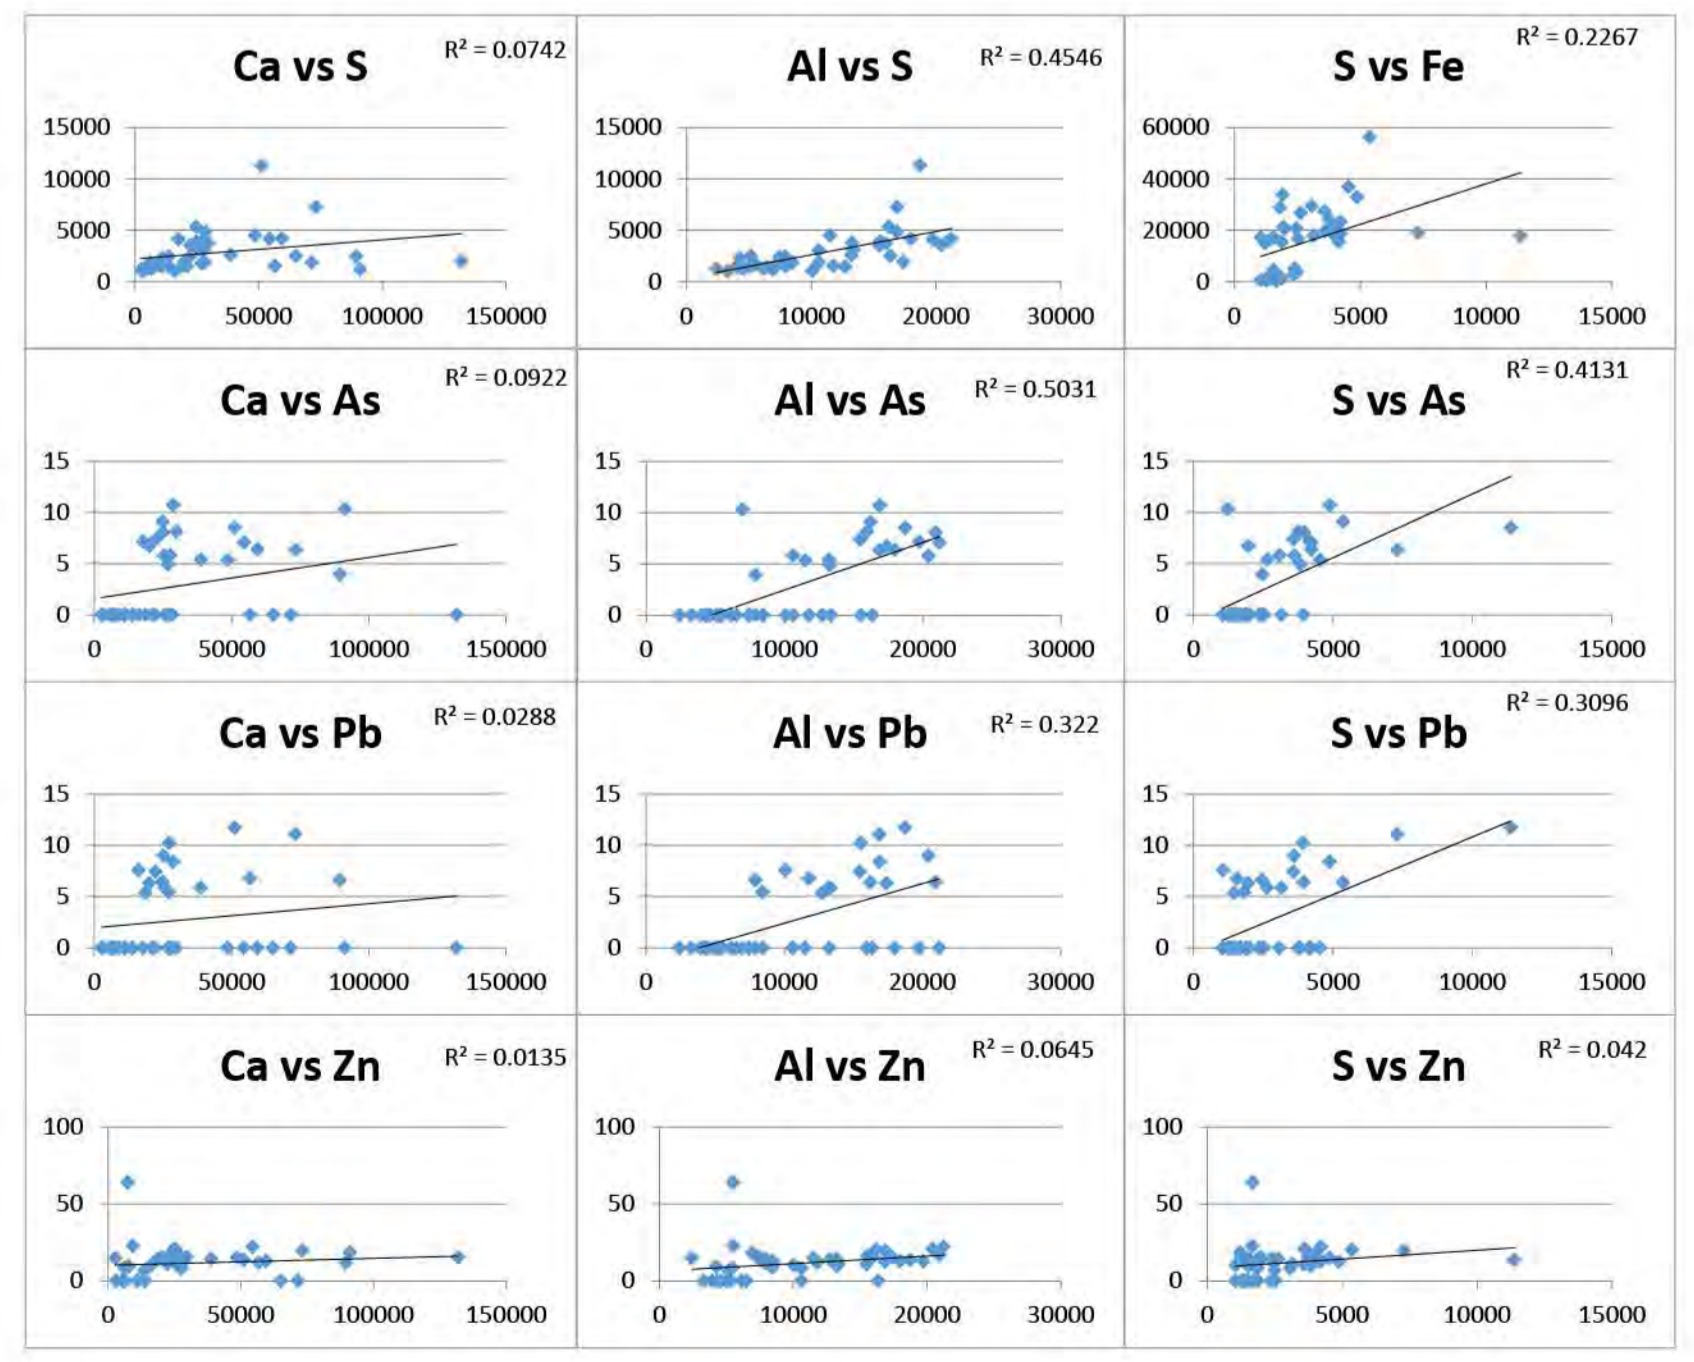 Ca vs S
R² = 0.0742
15000
10000
5000
0
0 50000 100000 150000
Al vs S
R² = 0.4546
15000
10000
5000
0
0 10000 20000 30000
S vs Fe
R² = 0.2267
60000
40000
20000
0
0 5000 10000 15000
Ca vs As
R² = 0.0922
15
10
5
0
0 50000 100000 150000
Al vs As
R² = 0.5031
15
10
5
0
0 10000 20000 30000
S vs As
R² = 0.4131
15
10
5
0
0 5000 10000 15000
Ca vs Pb
R² = 0.0288
15
10
5
0
0 50000 100000 150000
Al vs Pb
R² = 0.322
15
10
5
0
0 10000 20000 30000
S vs Pb
R² = 0.3096
15
10
5
0
0 5000 10000 15000
Ca vs Zn
R² = 0.0135
100
50
0
0 50000 100000 150000
Al vs Zn
R² = 0.0645
100
50
0
0 10000 20000 30000
S vs Zn
R² = 0.042
100
50
0
0 5000 10000 15000